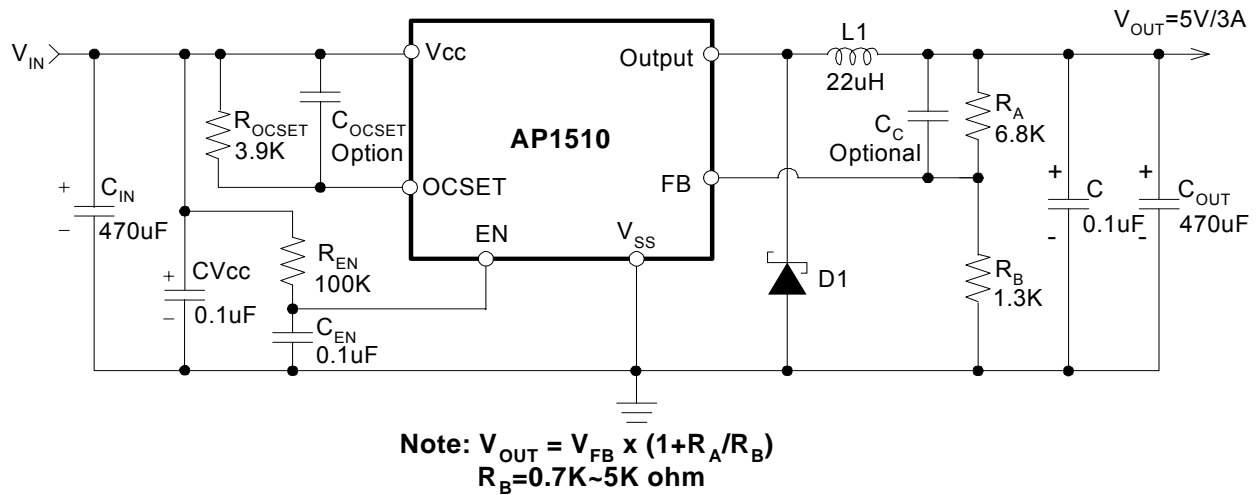 V_OUT=5V/3A
V_IN
Vcc
Output
L1
22uH
R_OCSET
3.9K
C_OCSET
Option
AP1510
C_C
Optional
R_A
6.8K
OCSET
FB
+
C_IN
470uF
−
EN
V_SS
R_EN
100K
+
CVcc
0.1uF
−
C_EN
0.1uF
D1
R_B
1.3K
+
C
0.1uF
-
+
C_OUT
470uF
-
Note: V_OUT = V_FB x (1+R_A/R_B)
R_B=0.7K~5K ohm